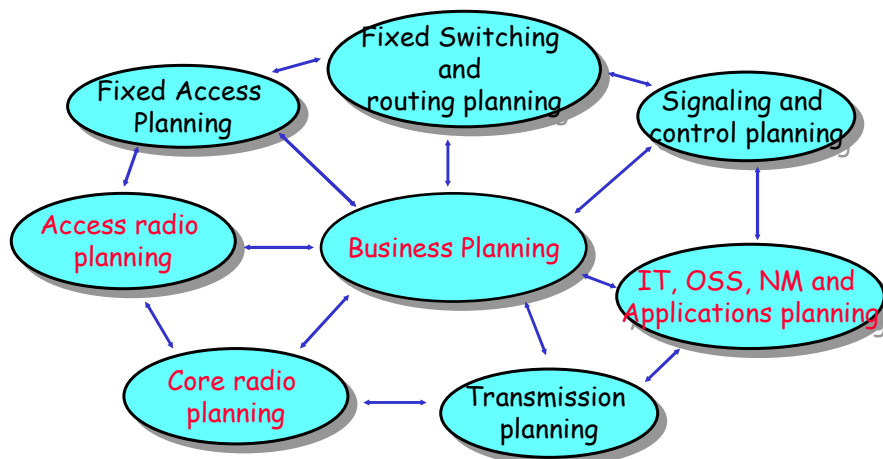 Fixed Switching
and
routing planning
Fixed Access
Planning
Signaling and
control planning
Access radio
planning
Business Planning
IT, OSS, NM and
Applications planning
Core radio
planning
Transmission
planning